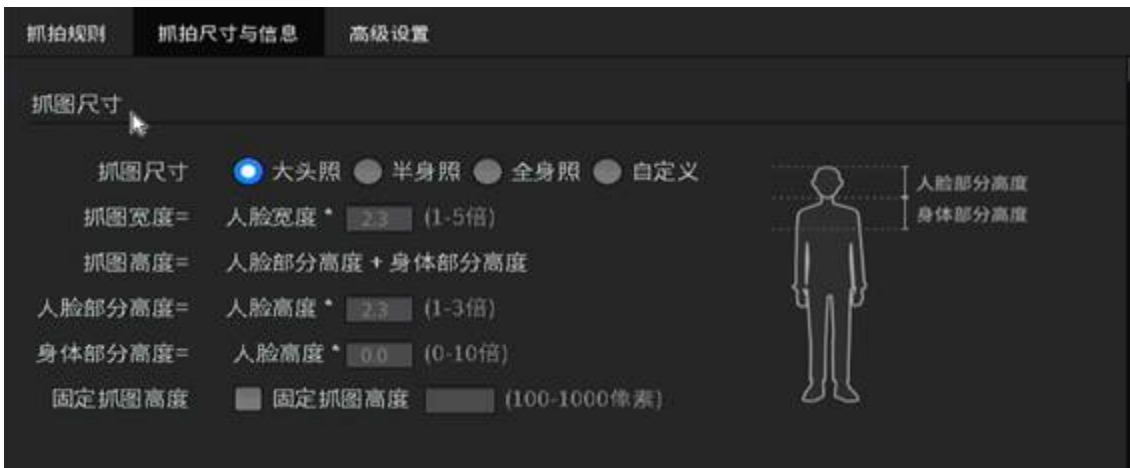 抓拍规则 抓拍尺寸与信息 高级设置
抓图尺寸
抓图尺寸 大头照 半身照 全身照 自定义
人脸部分高度
抓图宽度= 人脸宽度 * 2.3 (1-5倍)
身体部分高度
抓图高度= 人脸部分高度 + 身体部分高度
人脸部分高度= 人脸高度 * 2.3 (1-3倍)
身体部分高度= 人脸高度 * 0.0 (0-10倍)
固定抓图高度 固定抓图高度 (100-1000像素)